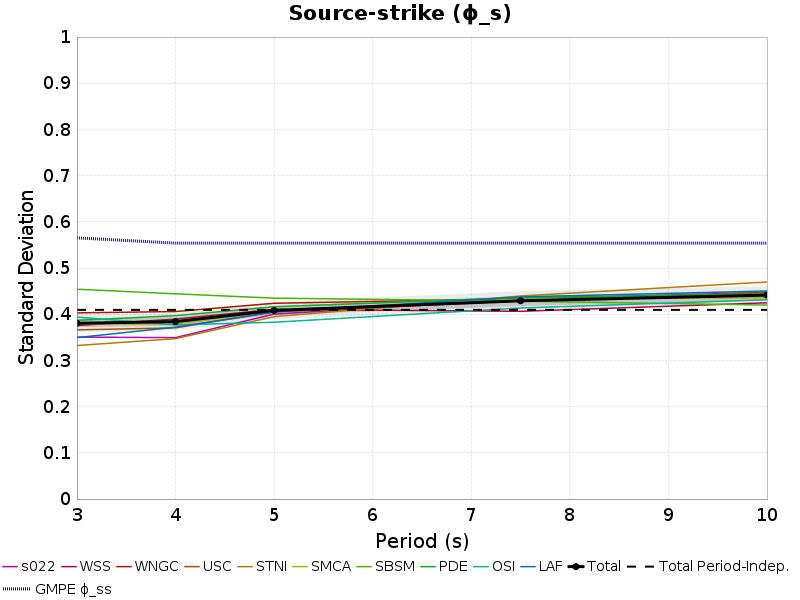 Source-strike (ϕ_s)
Standard Deviation
1
0.9
0.8
0.7
0.6
0.5
0.4
0.3
0.2
0.1
0
3 4 5 6 7 8 9 10
Period (s)
s022 WSS WNGC USC STNI SMCA SBSM PDE OSI LAF Total Total Period-Indep.
GMPE ϕ_ss